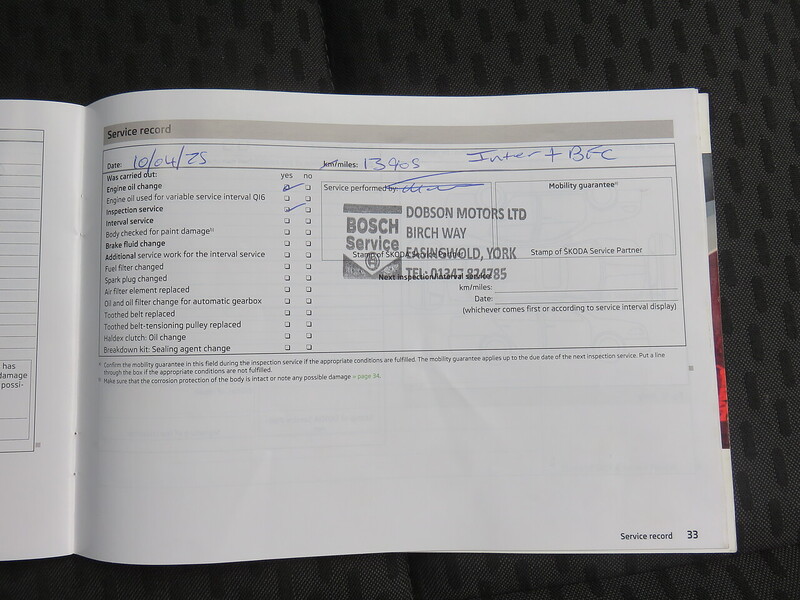 Service record
Date: 10/04/25 km/miles: 13905 Inter + BFC
Was carried out: yes no
Engine oil change
Engine oil used for variable service interval QI6
Inspection service
Interval service
Body checked for paint damage
Brake fluid change
Additional service work for the interval service
Fuel filter changed
Spark plug changed
Air filter element replaced
Oil and oil filter change for automatic gearbox
Toothed belt replaced
Toothed belt-tensioning pulley replaced
Haldex clutch: Oil change
Breakdown kit: Sealing agent change
Service performed by
BOSCH
Service
DOBSON MOTORS LTD
BIRCH WAY
EASINGWOLD, YORK
TEL: 01347 824785
Stamp of ŠKODA Service Partner
Mobility guarantee
Stamp of ŠKODA Service Partner
Next inspection/interval service
km/miles:
Date:
(whichever comes first or according to service interval display)
Confirm the mobility guarantee in this field during the inspection service if the appropriate conditions are fulfilled. The mobility guarantee applies up to the due date of the next inspection service. Put a line
through the box if the appropriate conditions are not fulfilled.
Make sure that the corrosion protection of the body is intact or note any possible damage » page 34.
has
damage
possi-
Service record 33